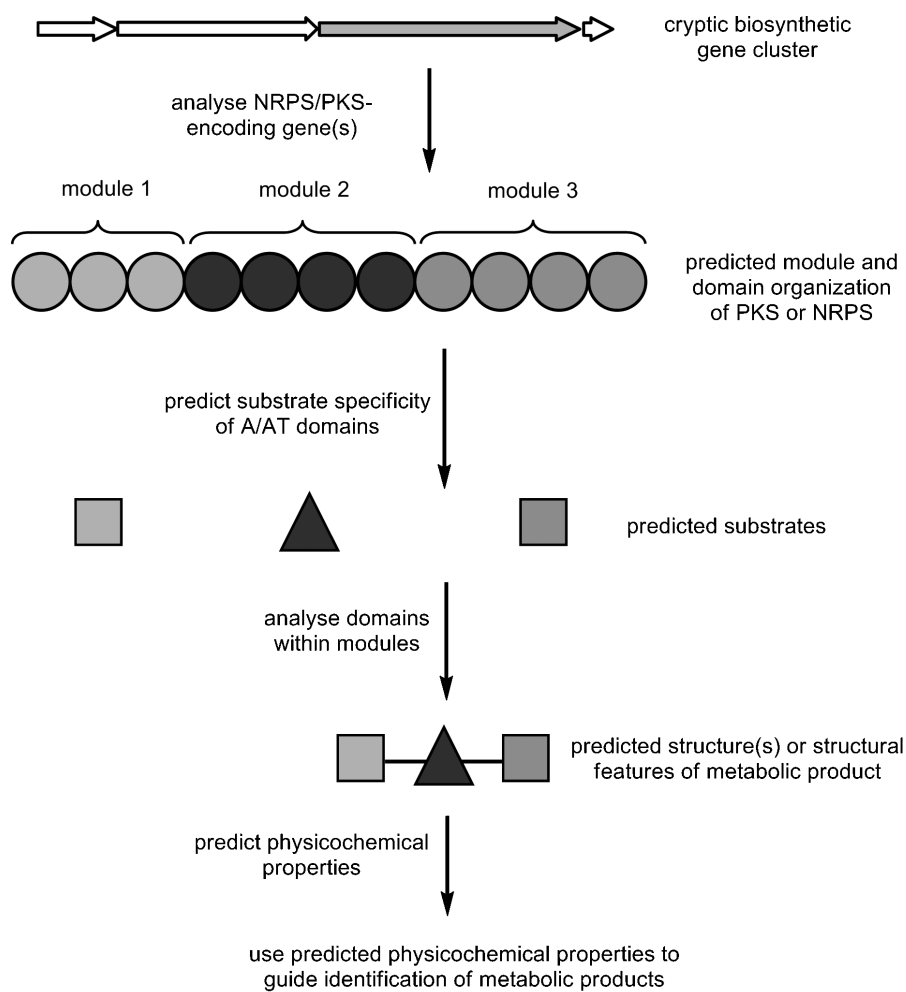 cryptic biosynthetic
gene cluster
analyse NRPS/PKS-
encoding gene(s)
module 1
module 2
module 3
predicted module and
domain organization
of PKS or NRPS
predict substrate specificity
of A/AT domains
predicted substrates
analyse domains
within modules
predicted structure(s) or structural
features of metabolic product
predict physicochemical
properties
use predicted physicochemical properties to
guide identification of metabolic products